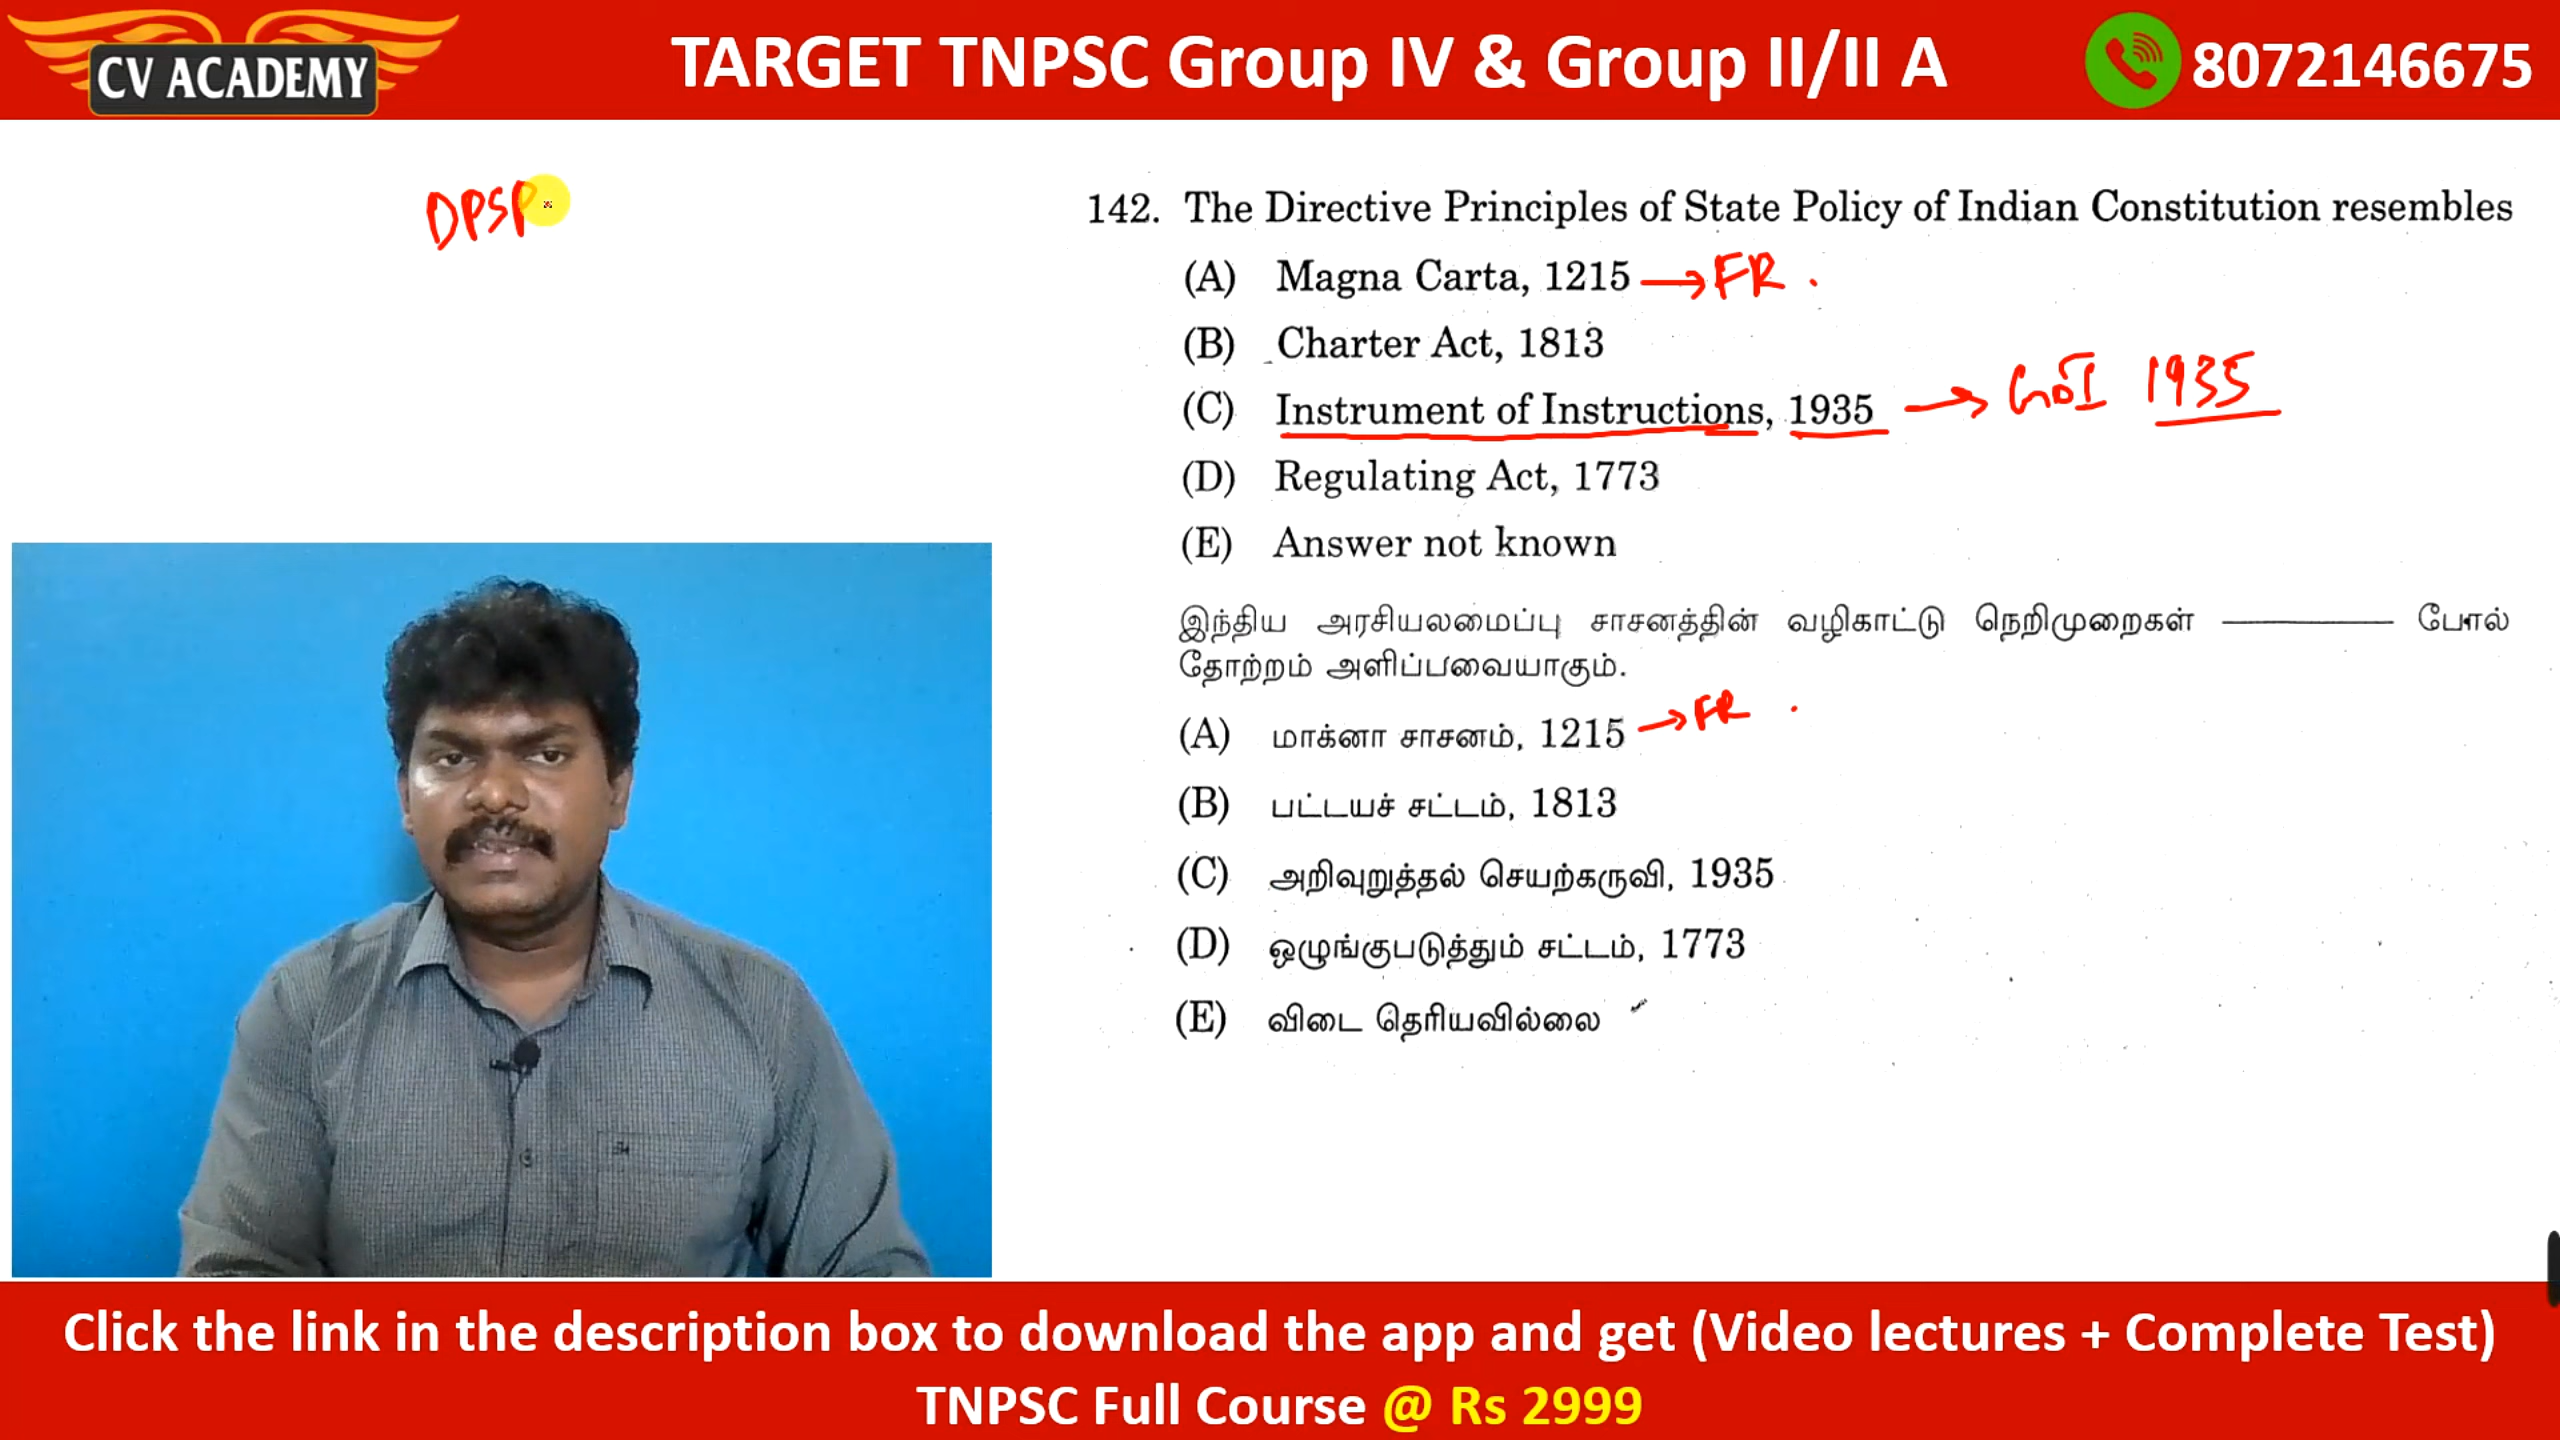 CV ACADEMY
TARGET TNPSC Group IV & Group II/II A
8072146675
DPSP
142. The Directive Principles of State Policy of Indian Constitution resembles
(A) Magna Carta, 1215 → FR.
(B) Charter Act, 1813
(C) Instrument of Instructions, 1935 → GOI 1935
(D) Regulating Act, 1773
(E) Answer not known
இந்திய அரசியலமைப்பு சாசனத்தின் வழிகாட்டு நெறிமுறைகள் ———— போல்
தோற்றம் அளிப்பவையாகும்.
(A) மாக்னா சாசனம், 1215 → FR.
(B) பட்டயச் சட்டம், 1813
(C) அறிவுறுத்தல் செயற்கருவி, 1935
(D) ஒழுங்குபடுத்தும் சட்டம், 1773
(E) விடை தெரியவில்லை
Click the link in the description box to download the app and get (Video lectures + Complete Test)
TNPSC Full Course @ Rs 2999